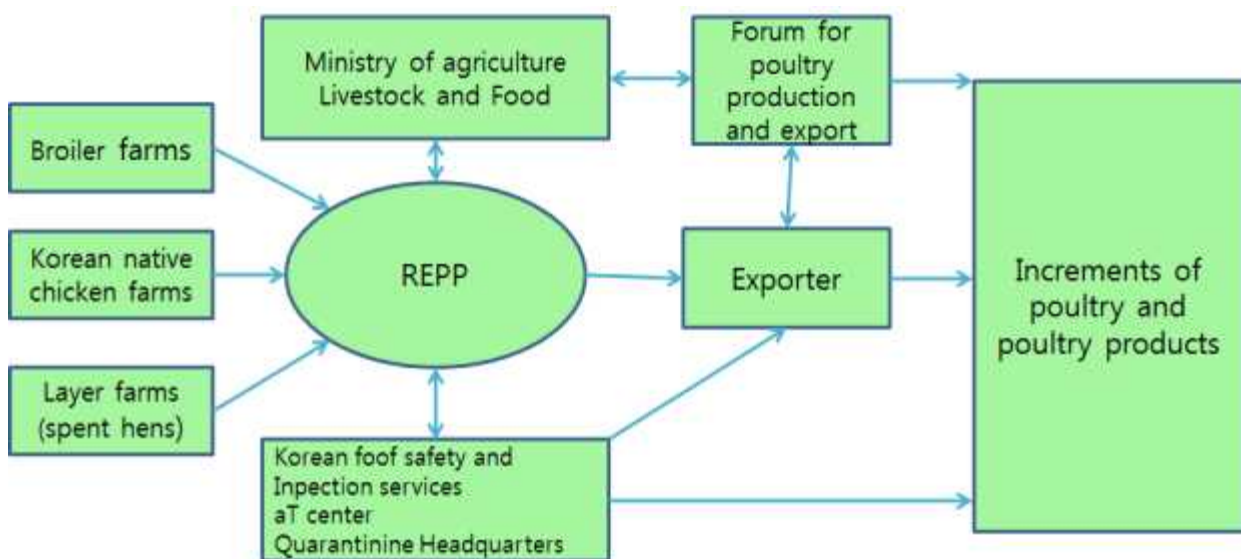 Ministry of agriculture
Livestock and Food
Forum for
poultry
production
and export
Broiler farms
Korean native
chicken farms
Layer farms
(spent hens)
REPP
Exporter
Increments of
poultry and
poultry products
Korean foof safety and
Inpection services
aT center
Quarantinine Headquarters